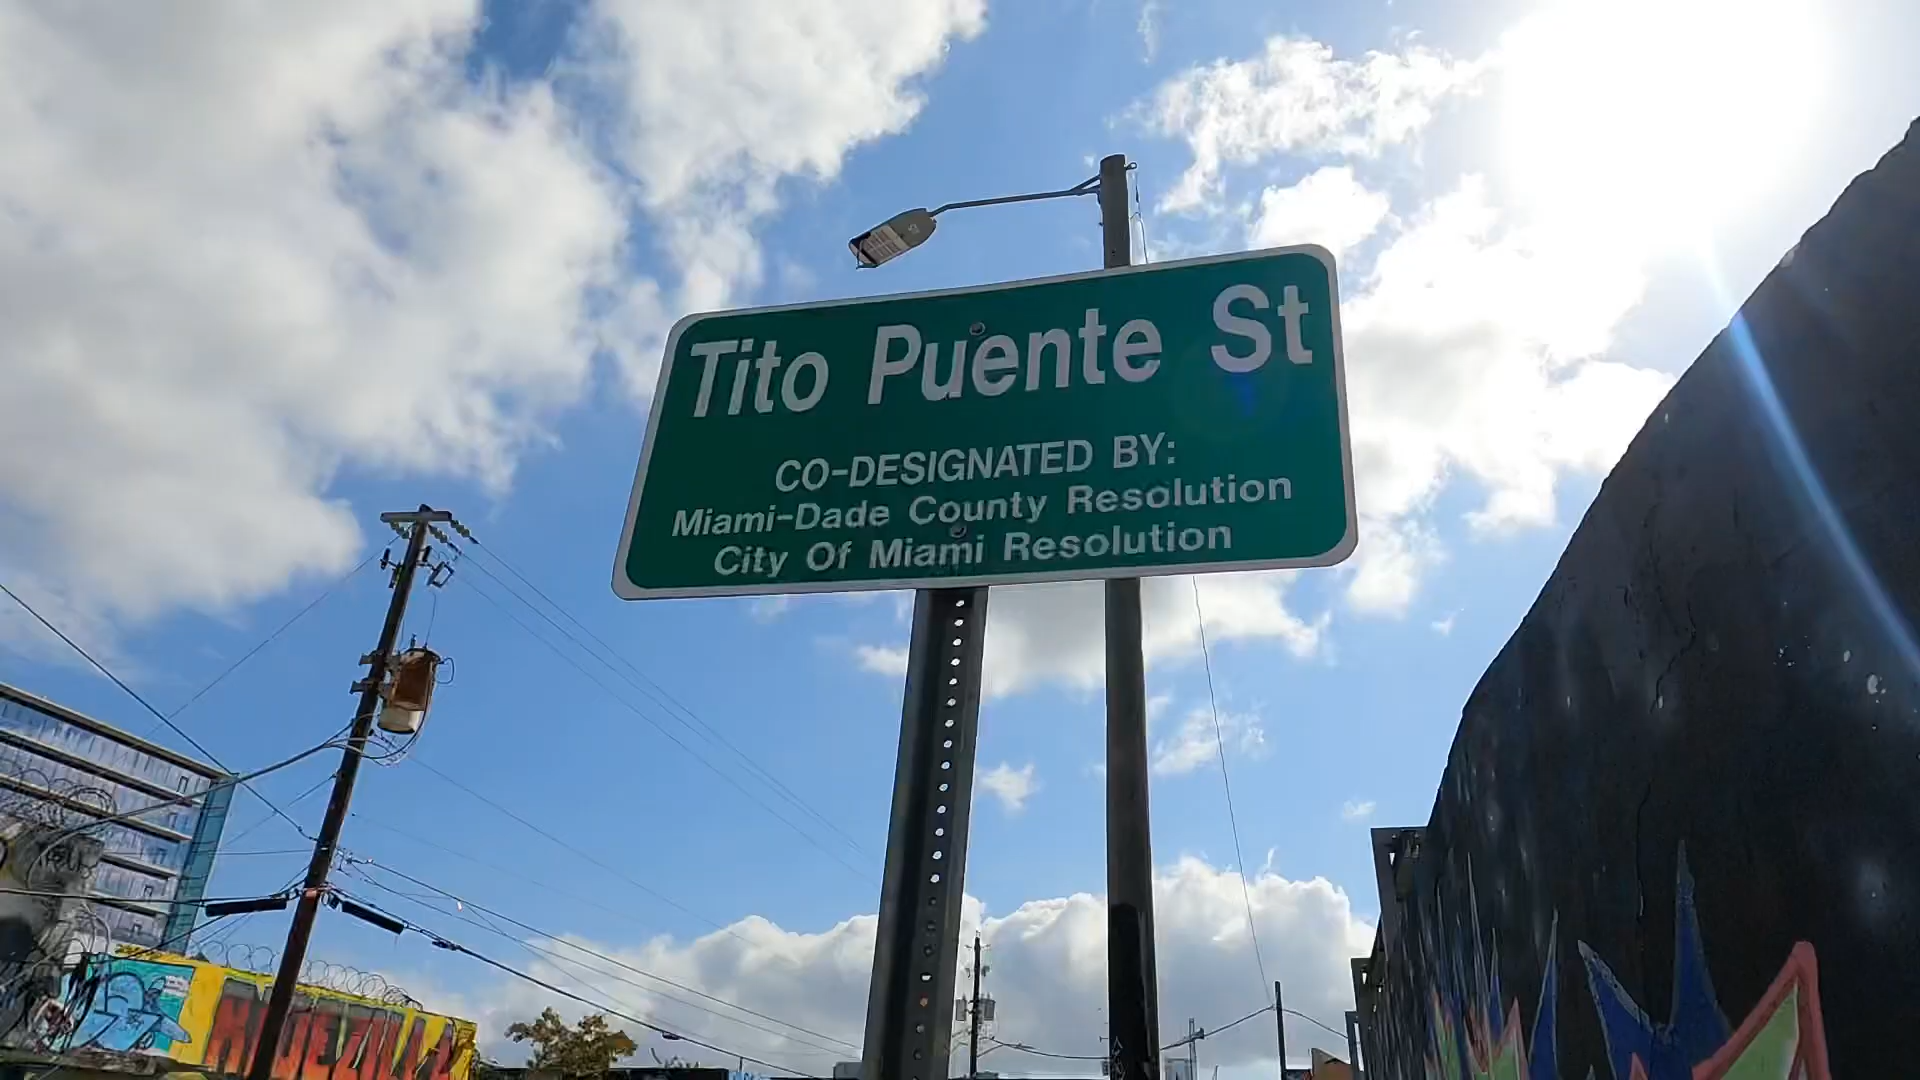 Tito Puente St
CO-DESIGNATED BY:
Miami-Dade County Resolution
City Of Miami Resolution